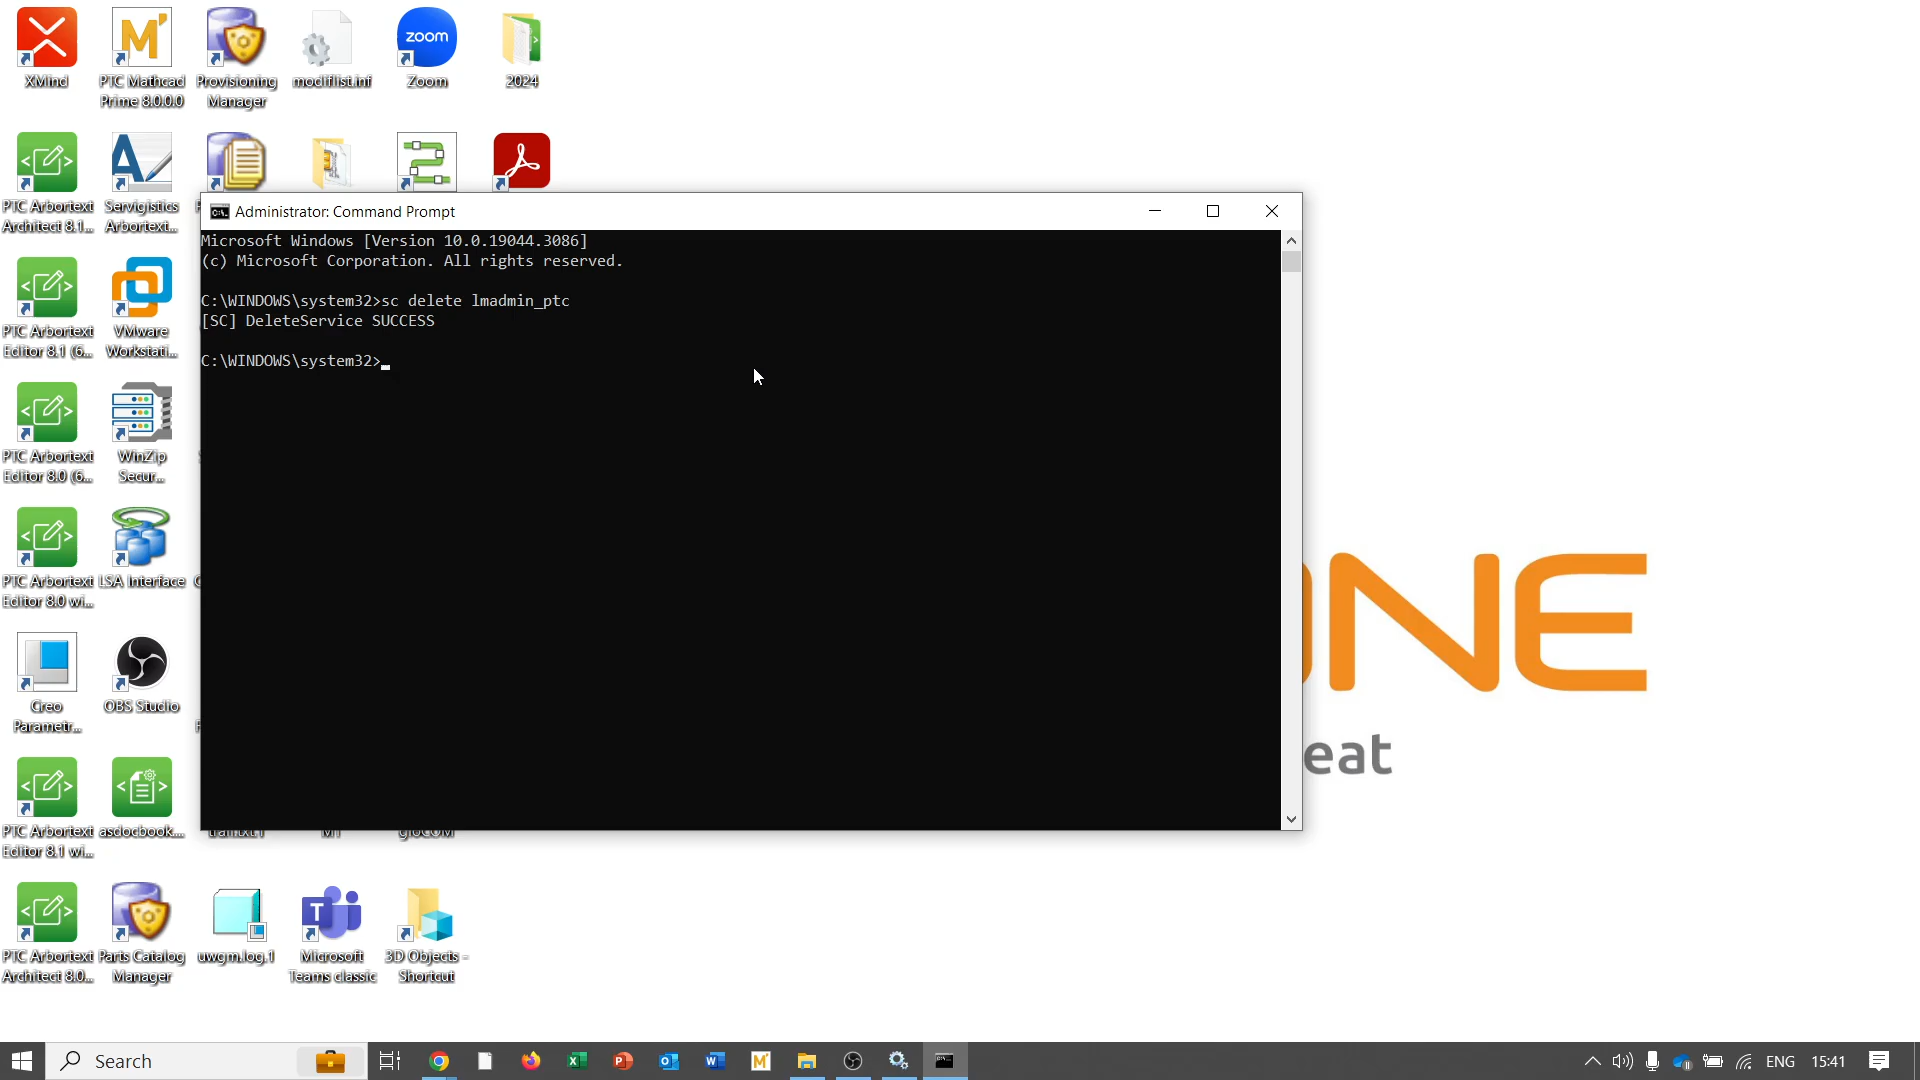 XMind
PTC Mathcad
Prime 8.0.0.0
Provisioning
Manager
modiflist.inf
zoom
Zoom
2024
PTC Arbortext
Architect 8.1...
Servigistics
Arbortext...
Administrator: Command Prompt
Microsoft Windows [Version 10.0.19044.3086]
(c) Microsoft Corporation. All rights reserved.
C:\WINDOWS\system32>sc delete lmadmin_ptc
[SC] DeleteService SUCCESS
C:\WINDOWS\system32>
PTC Arbortext
Editor 8.1 (6...
VMware
Workstati...
PTC Arbortext
Editor 8.0 (6...
WinZip
Secur...
PTC Arbortext
Editor 8.0 wi...
LSA Interface
Creo
Parametr...
OBS Studio
PTC Arbortext
Editor 8.1 wi...
asdocbook...
ONE
eat
PTC Arbortext
Architect 8.0...
Parts Catalog
Manager
uwgm.log.1
Microsoft
Teams classic
3D Objects -
Shortcut
Search
ENG
15:41